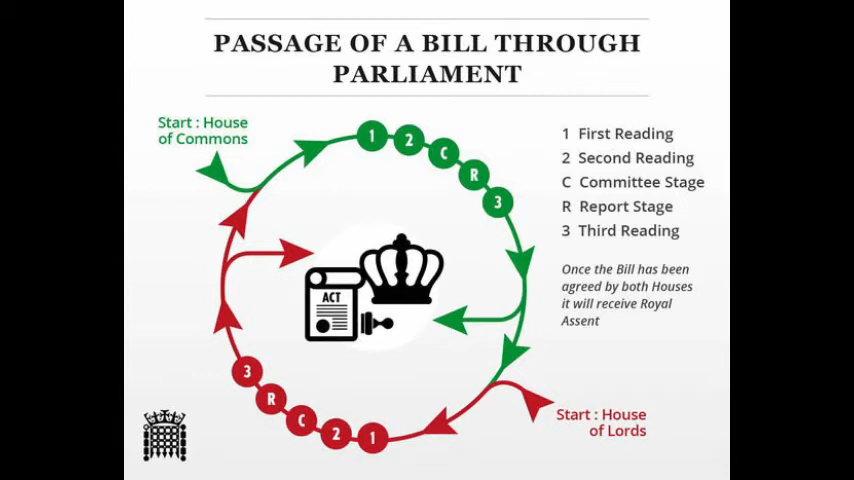 PASSAGE OF A BILL THROUGH
PARLIAMENT
Start : House
of Commons
1 2 C R 3
1 First Reading
2 Second Reading
C Committee Stage
R Report Stage
3 Third Reading
Once the Bill has been
agreed by both Houses
it will receive Royal
Assent
ACT
3 R C 2 1
Start : House
of Lords